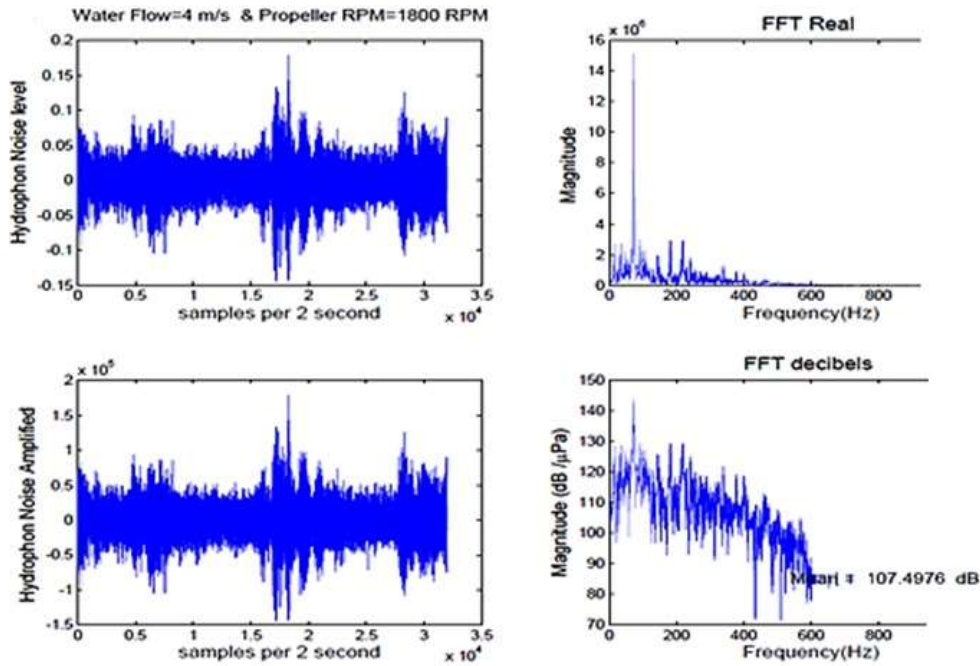 Water Flow=4 m/s & Propeller RPM=1800 RPM
Hydrophon Noise level
0.2
0.15
0.1
0.05
0
-0.05
-0.1
-0.15
0 0.5 1 1.5 2 2.5 3 3.5
samples per 2 second
x 10^4
FFT Real
x 10^6
Magnitude
16
14
12
10
8
6
4
2
0
0 200 400 600 800
Frequency(Hz)
x 10^5
Hydrophon Noise Amplified
2
1.5
1
0.5
0
-0.5
-1
-1.5
0 0.5 1 1.5 2 2.5 3 3.5
samples per 2 second
x 10^4
FFT decibels
Magnitude (dB /μPa)
150
140
130
120
110
100
90
80
70
Mean = 107.4976 dB
0 200 400 600 800
Frequency(Hz)